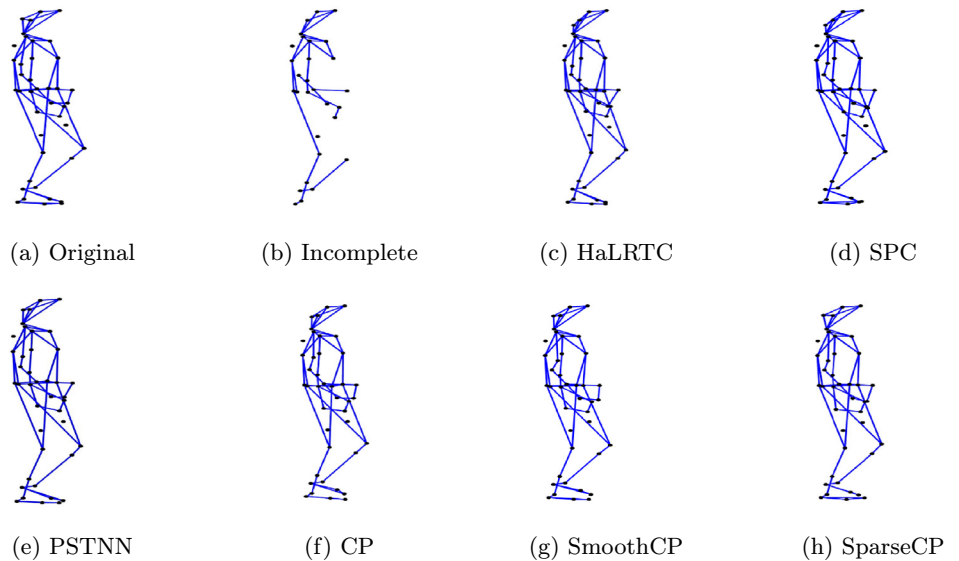 (a) Original
(b) Incomplete
(c) HaLRTC
(d) SPC
(e) PSTNN
(f) CP
(g) SmoothCP
(h) SparseCP